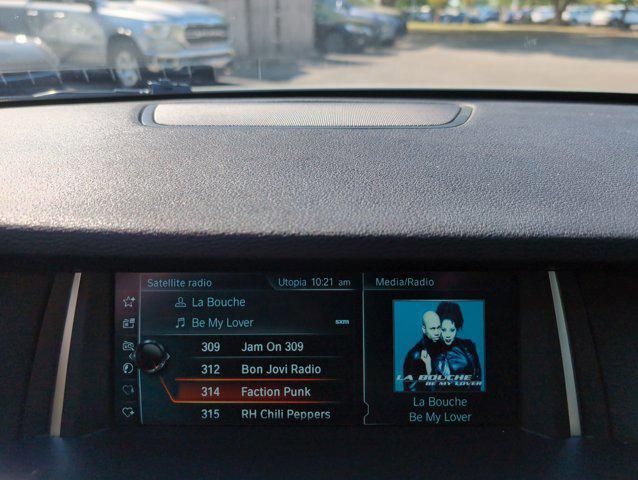 Satellite radio
Utopia 10:21 am
Media/Radio
La Bouche
Be My Lover
sxm
309 Jam On 309
312 Bon Jovi Radio
314 Faction Punk
315 RH Chili Peppers
LA BOUCHE
BE MY LOVER
La Bouche
Be My Lover